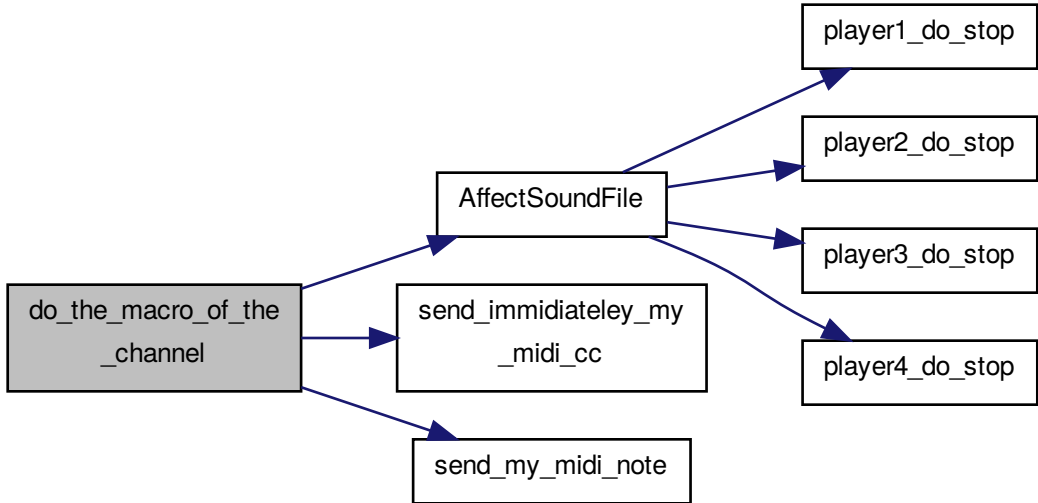 do_the_macro_of_the
_channel
AffectSoundFile
send_immidiateley_my
_midi_cc
send_my_midi_note
player1_do_stop
player2_do_stop
player3_do_stop
player4_do_stop